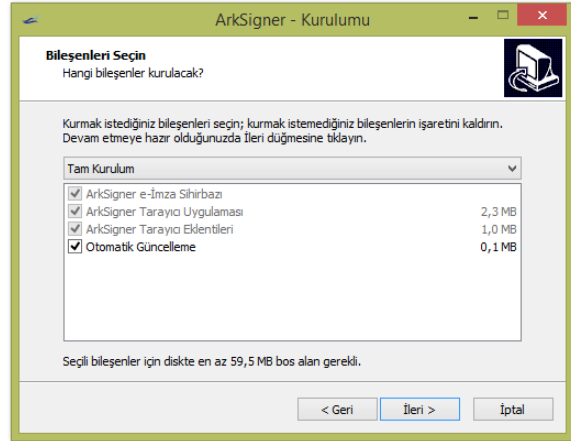 ArkSigner - Kurulumu
Bileşenleri Seçin
Hangi bileşenler kurulacak?
Kurmak istediğiniz bileşenleri seçin; kurmak istemediğiniz bileşenlerin işaretini kaldırın.
Devam etmeye hazır olduğunuzda İleri düğmesine tıklayın.
Tam Kurulum
ArkSigner e-İmza Sihirbazı
ArkSigner Tarayıcı Uygulaması 2,3 MB
ArkSigner Tarayıcı Eklentileri 1,0 MB
Otomatik Güncelleme 0,1 MB
Seçili bileşenler için diskte en az 59,5 MB bos alan gerekli.
< Geri İleri > İptal